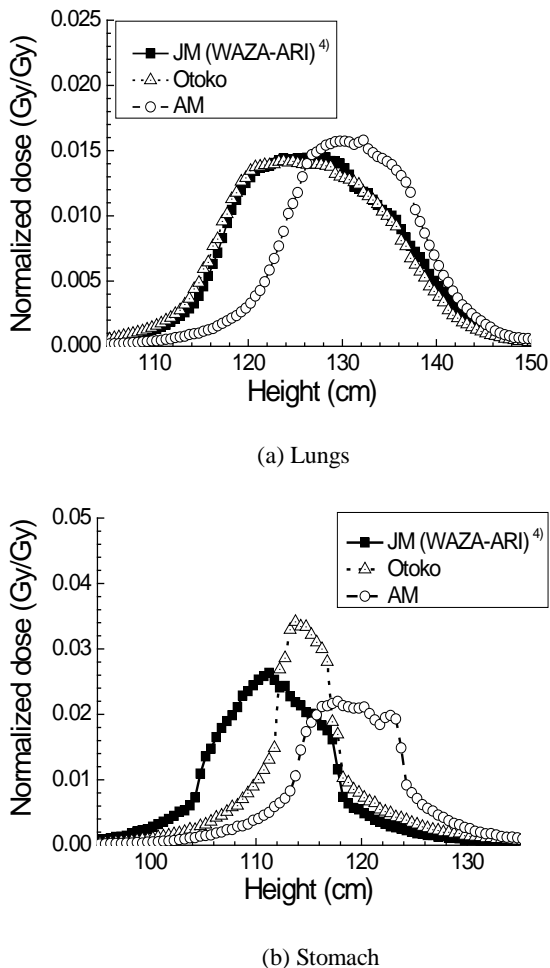 0.025
0.020
0.015
0.010
0.005
0.000
Normalized dose (Gy/Gy)
JM (WAZA-ARI) 4)
Otoko
AM
110 120 130 140 150
Height (cm)
(a) Lungs
0.05
0.04
0.03
0.02
0.01
0.00
Normalized dose (Gy/Gy)
JM (WAZA-ARI) 4)
Otoko
AM
100 110 120 130
Height (cm)
(b) Stomach